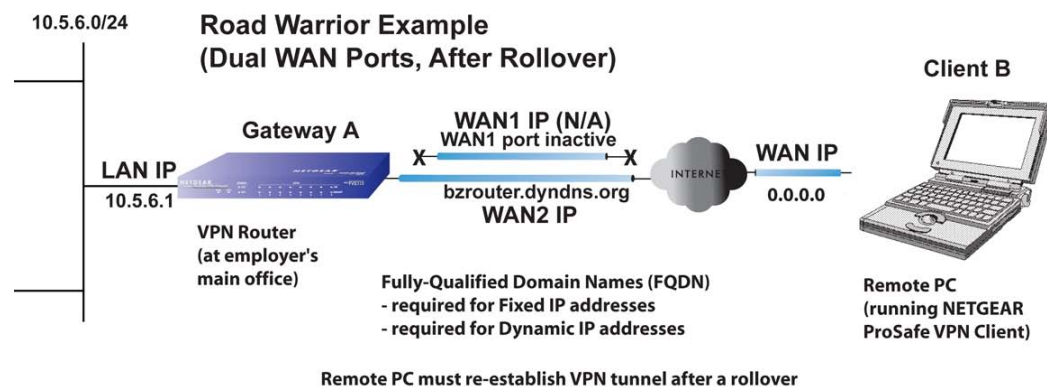 10.5.6.0/24
Road Warrior Example
(Dual WAN Ports, After Rollover)
Client B
Gateway A
WAN1 IP (N/A)
WAN1 port inactive
X
X
LAN IP
10.5.6.1
NETGEAR
NETGEAR
INTERNET
WAN IP
0.0.0.0
bzrouter.dyndns.org
WAN2 IP
VPN Router
(at employer's
main office)
Fully-Qualified Domain Names (FQDN)
- required for Fixed IP addresses
- required for Dynamic IP addresses
Remote PC
(running NETGEAR
ProSafe VPN Client)
Remote PC must re-establish VPN tunnel after a rollover